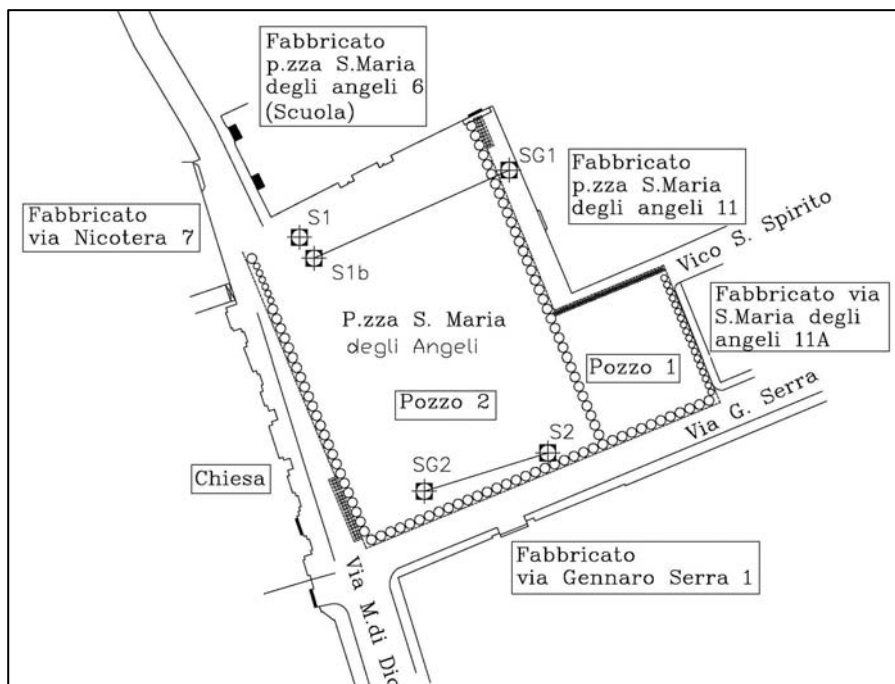 Fabbricato
p.zza S.Maria
degli angeli 6
(Scuola)
SG1
Fabbricato
p.zza S.Maria
degli angeli 11
Fabbricato
via Nicotera 7
S1
S1b
Vico S. Spirito
P.zza S. Maria
degli Angeli
Fabbricato via
S.Maria degli
angeli 11A
Pozzo 1
Pozzo 2
Via G. Serra
S2
SG2
Chiesa
Fabbricato
via Gennaro Serra 1
Via M.di Dio